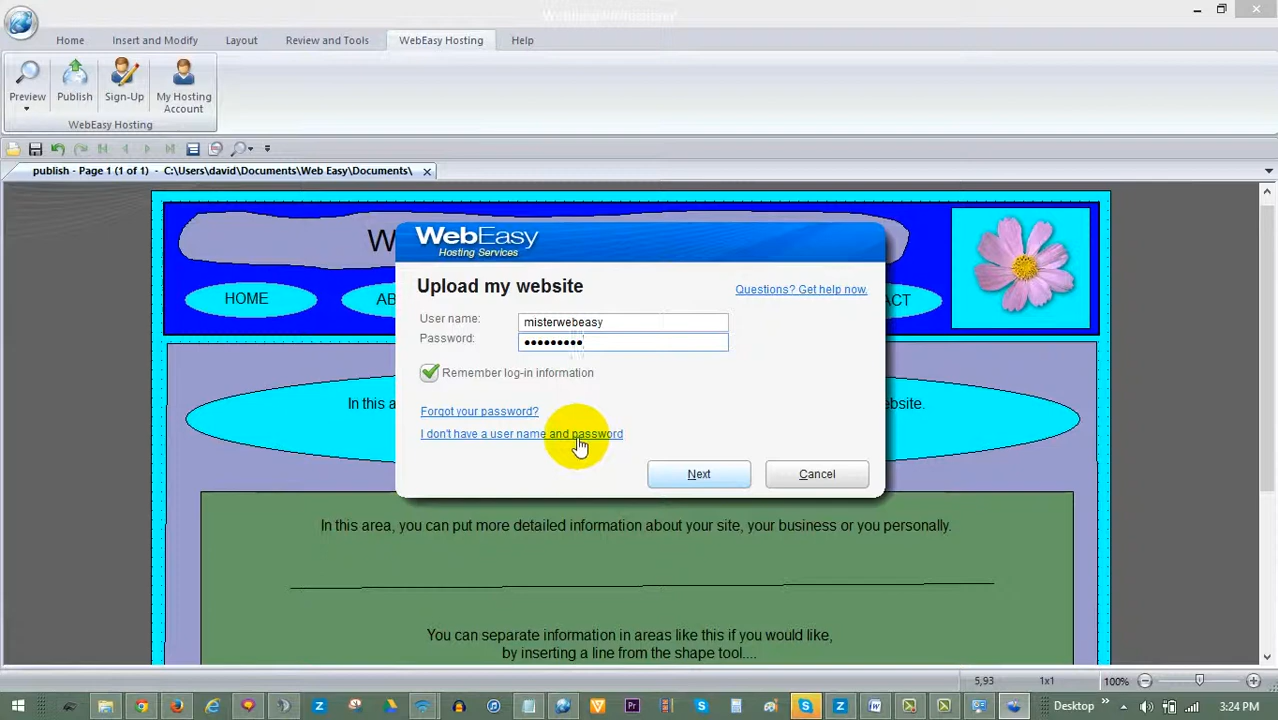 Home Insert and Modify Layout Review and Tools WebEasy Hosting Help
Preview Publish Sign-Up My Hosting Account
WebEasy Hosting
publish - Page 1 (1 of 1) - C:\Users\david\Documents\Web Easy\Documents\
W
HOME AB ACT
WebEasy
Hosting Services
Upload my website
Questions? Get help now.
User name: misterwebeasy
Password: •••••••••
Remember log-in information
Forgot your password?
I don't have a user name and password
Next Cancel
In this a website.
In this area, you can put more detailed information about your site, your business or you personally.
You can separate information in areas like this if you would like,
by inserting a line from the shape tool....
5,93 1x1 100%
Desktop 3:24 PM